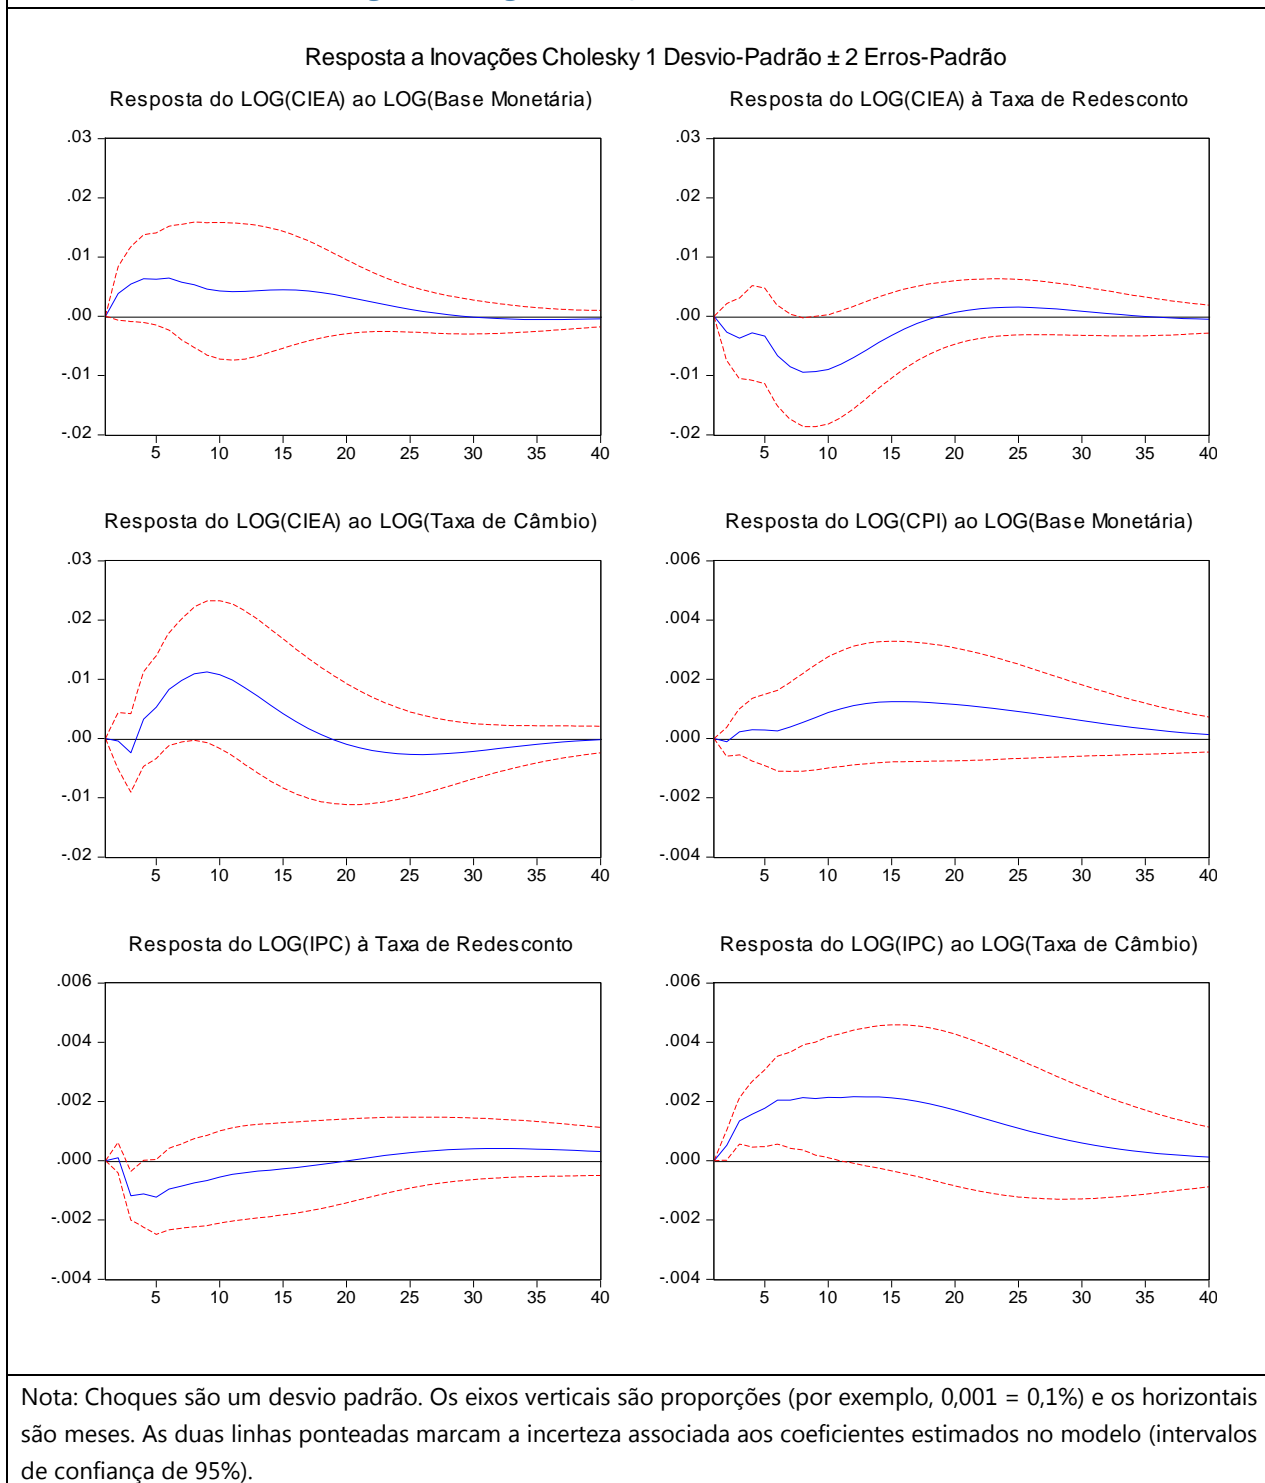 Resposta a Inovações Cholesky 1 Desvio-Padrão ± 2 Erros-Padrão
Resposta do LOG(CIEA) ao LOG(Base Monetária)
.03
.02
.01
.00
-.01
-.02
5 10 15 20 25 30 35 40
Resposta do LOG(CIEA) à Taxa de Redesconto
.03
.02
.01
.00
-.01
-.02
5 10 15 20 25 30 35 40
Resposta do LOG(CIEA) ao LOG(Taxa de Câmbio)
.03
.02
.01
.00
-.01
-.02
5 10 15 20 25 30 35 40
Resposta do LOG(CPI) ao LOG(Base Monetária)
.006
.004
.002
.000
-.002
-.004
5 10 15 20 25 30 35 40
Resposta do LOG(IPC) à Taxa de Redesconto
.006
.004
.002
.000
-.002
-.004
5 10 15 20 25 30 35 40
Resposta do LOG(IPC) ao LOG(Taxa de Câmbio)
.006
.004
.002
.000
-.002
-.004
5 10 15 20 25 30 35 40
Nota: Choques são um desvio padrão. Os eixos verticais são proporções (por exemplo, 0,001 = 0,1%) e os horizontais
são meses. As duas linhas ponteadas marcam a incerteza associada aos coeficientes estimados no modelo (intervalos
de confiança de 95%).